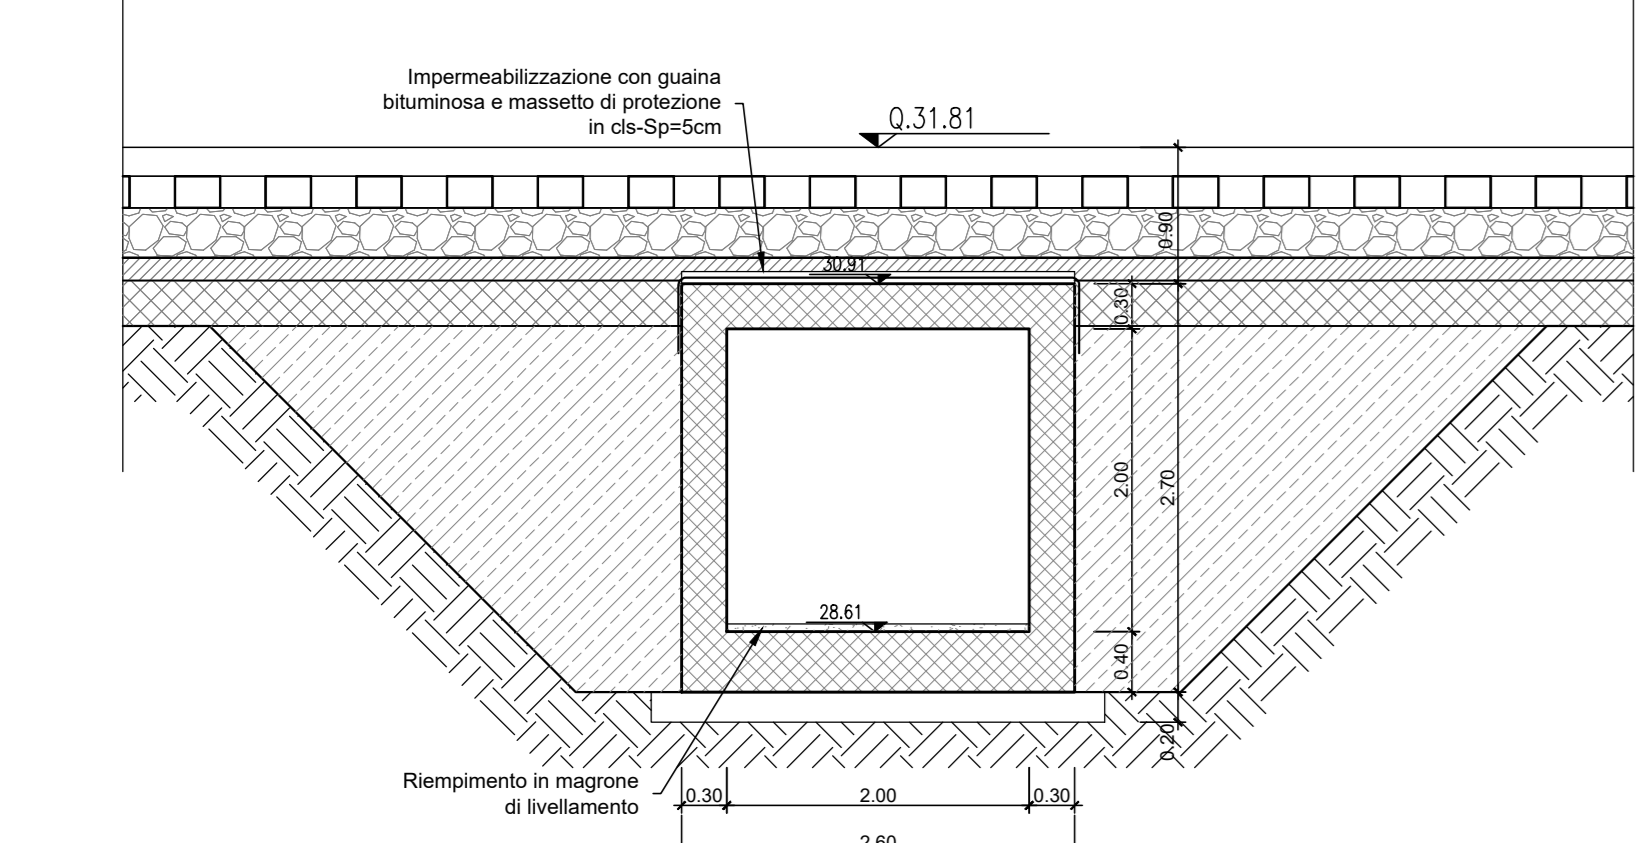 Impermeabilizzazione con guaina
bituminosa e massetto di protezione
in cls-Sp=5cm
Q.31.81
0.90
30.91
0.30
2.00
2.70
28.61
0.40
0.20
Riempimento in magrone
di livellamento
0.30
2.00
0.30
2.60